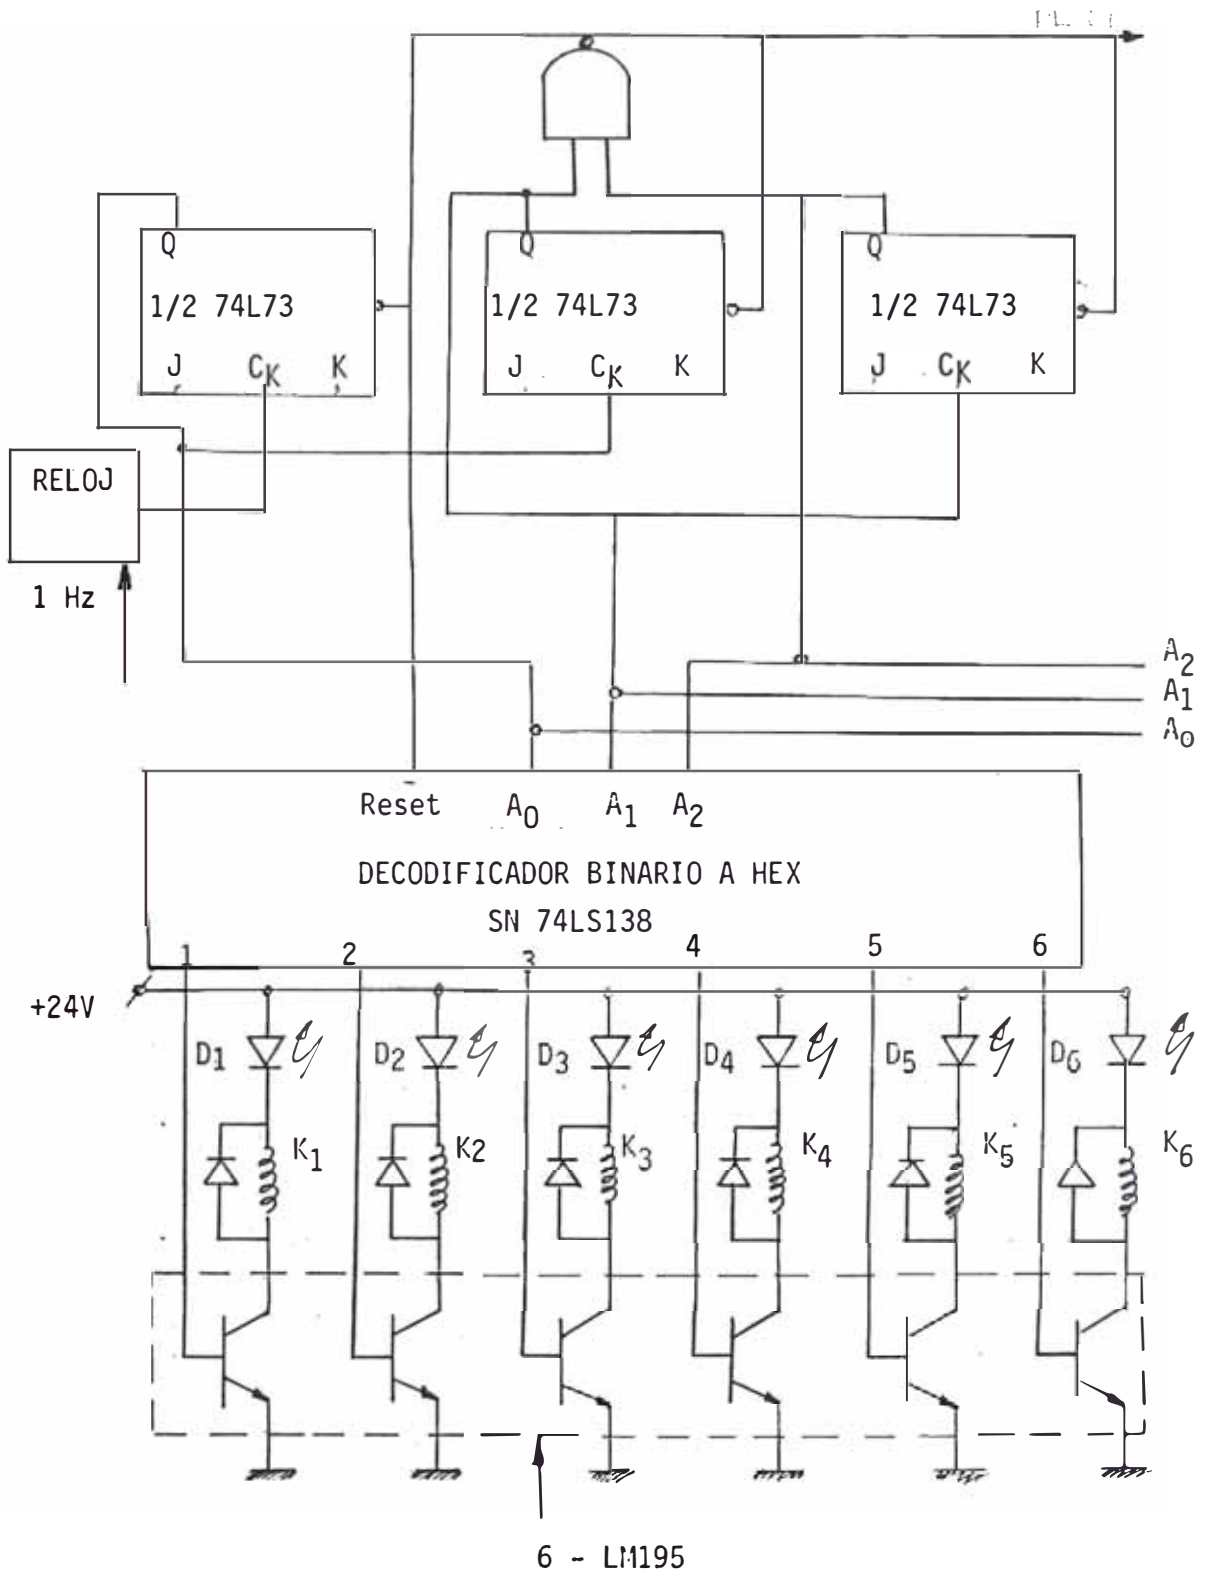 Q
Q
Q
1/2 74L73
1/2 74L73
1/2 74L73
J CK K
J CK K
J CK K
RELOJ
1 Hz
A2
A1
A0
Reset A0 A1 A2
DECODIFICADOR BINARIO A HEX
SN 74LS138
1 2 3 4 5 6
+24V
D1 D2 D3 D4 D5 D6
K1 K2 K3 K4 K5 K6
6 - LM195